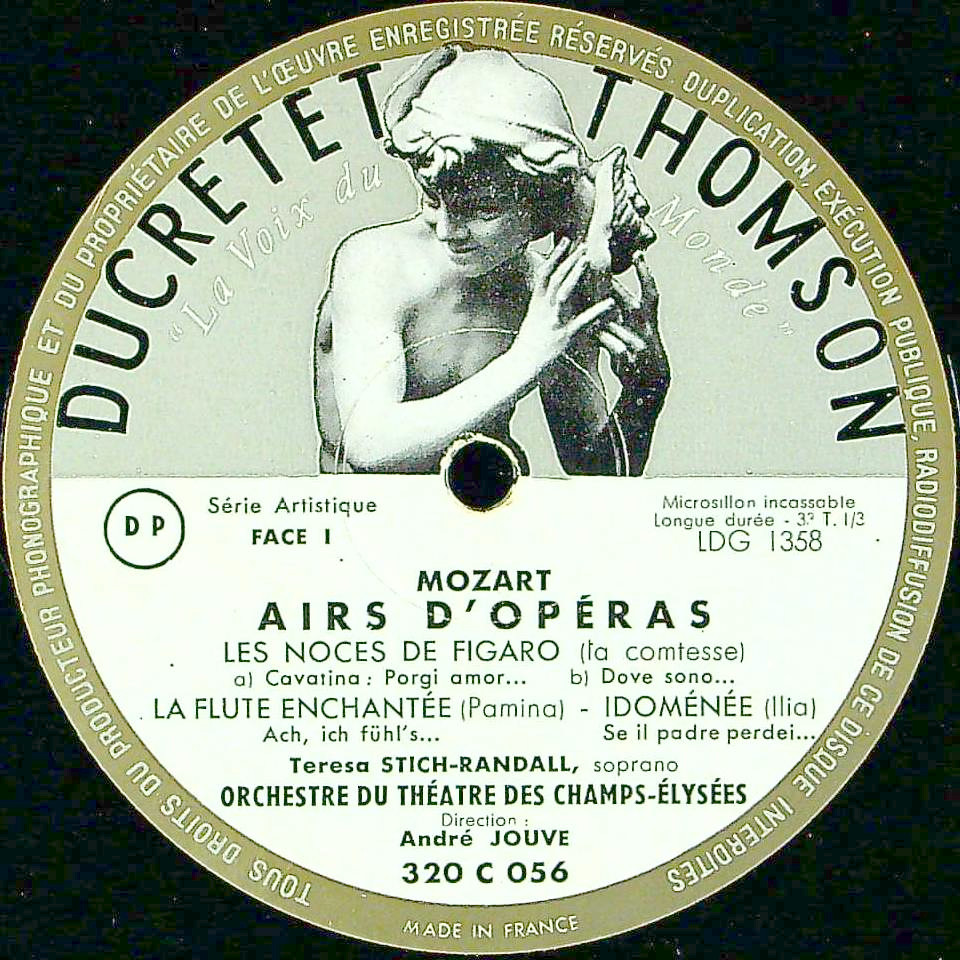 TOUS DROITS DU PRODUCTEUR PHONOGRAPHIQUE ET DU PROPRIÉTAIRE DE L'ŒUVRE ENREGISTRÉE RÉSERVÉS. DUPLICATION, EXÉCUTION PUBLIQUE, RADIODIFFUSION DE CE DISQUE INTERDITES
DUCRETET THOMSON
"La Voix du Monde"
DP
Série Artistique
FACE I
Microsillon incassable
Longue durée - 33 T. 1/3
LDG 1358
MOZART
AIRS D'OPÉRAS
LES NOCES DE FIGARO (la comtesse)
a) Cavatina : Porgi amor... b) Dove sono...
LA FLUTE ENCHANTÉE (Pamina) - IDOMÉNÉE (Ilia)
Ach, ich fühl's... Se il padre perdei...
Teresa STICH-RANDALL, soprano
ORCHESTRE DU THÉATRE DES CHAMPS-ÉLYSÉES
Direction :
André JOUVE
320 C 056
MADE IN FRANCE